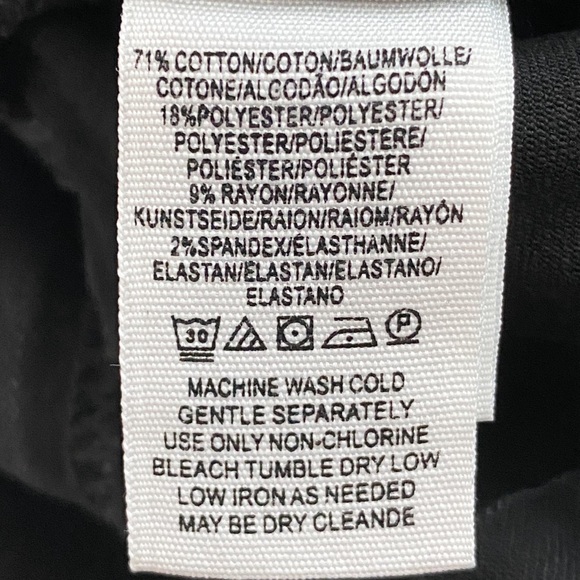 71% COTTON/COTON/BAUMWOLLE/
COTONE/ALCODÃO/ALGODÓN
18%POLYESTER/POLYESTER/
POLYESTER/POLIESTERE/
POLIÉSTER/POLIÉSTER
9% RAYON/RAYONNE/
KUNSTSEIDE/RAION/RAIOM/RAYÓN
2%SPANDEX/ÉLASTHANNE/
ELASTAN/ELASTAN/ELASTANO/
ELASTANO
30 P
MACHINE WASH COLD
GENTLE SEPARATELY
USE ONLY NON-CHLORINE
BLEACH TUMBLE DRY LOW
LOW IRON AS NEEDED
MAY BE DRY CLEANDE